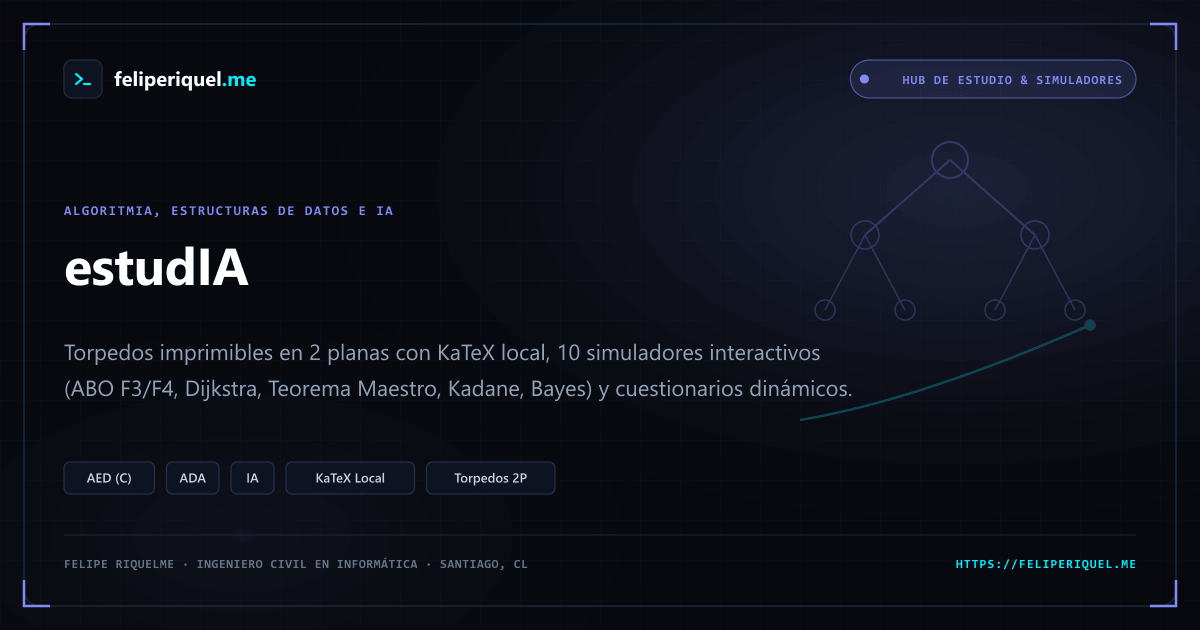 >_ feliperiquel.me
HUB DE ESTUDIO & SIMULADORES
ALGORITMIA, ESTRUCTURAS DE DATOS E IA
estudIA
Torpedos imprimibles en 2 planas con KaTeX local, 10 simuladores interactivos
(ABO F3/F4, Dijkstra, Teorema Maestro, Kadane, Bayes) y cuestionarios dinámicos.
AED (C)
ADA
IA
KaTeX Local
Torpedos 2P
FELIPE RIQUELME · INGENIERO CIVIL EN INFORMÁTICA · SANTIAGO, CL
HTTPS://FELIPERIQUEL.ME